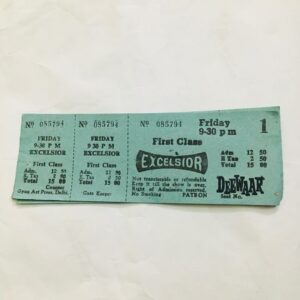 Nº 085794
FRIDAY
9-30 P M
EXCELSIOR
First Class
Adm. 12 50
E. Tax 2 50
Total 15 00
Counter
Gyan Art Press, Delhi.
Nº 085794
FRIDAY
9 30 P M
EXCELSIOR
First Class
Adm. 12 50
E. Tax 2 50
Total 15 00
Gate Keeper
Nº 085794
Friday
9-30 pm
1
First Class
EXCELSIOR
Adm. 12 50
E Tax 2 50
Total 15 00
Not transferable or refundable
Keep it till the show is over.
Right of Admission reserved.
No Smoking PATRON
DEEWAAR
Seat No.